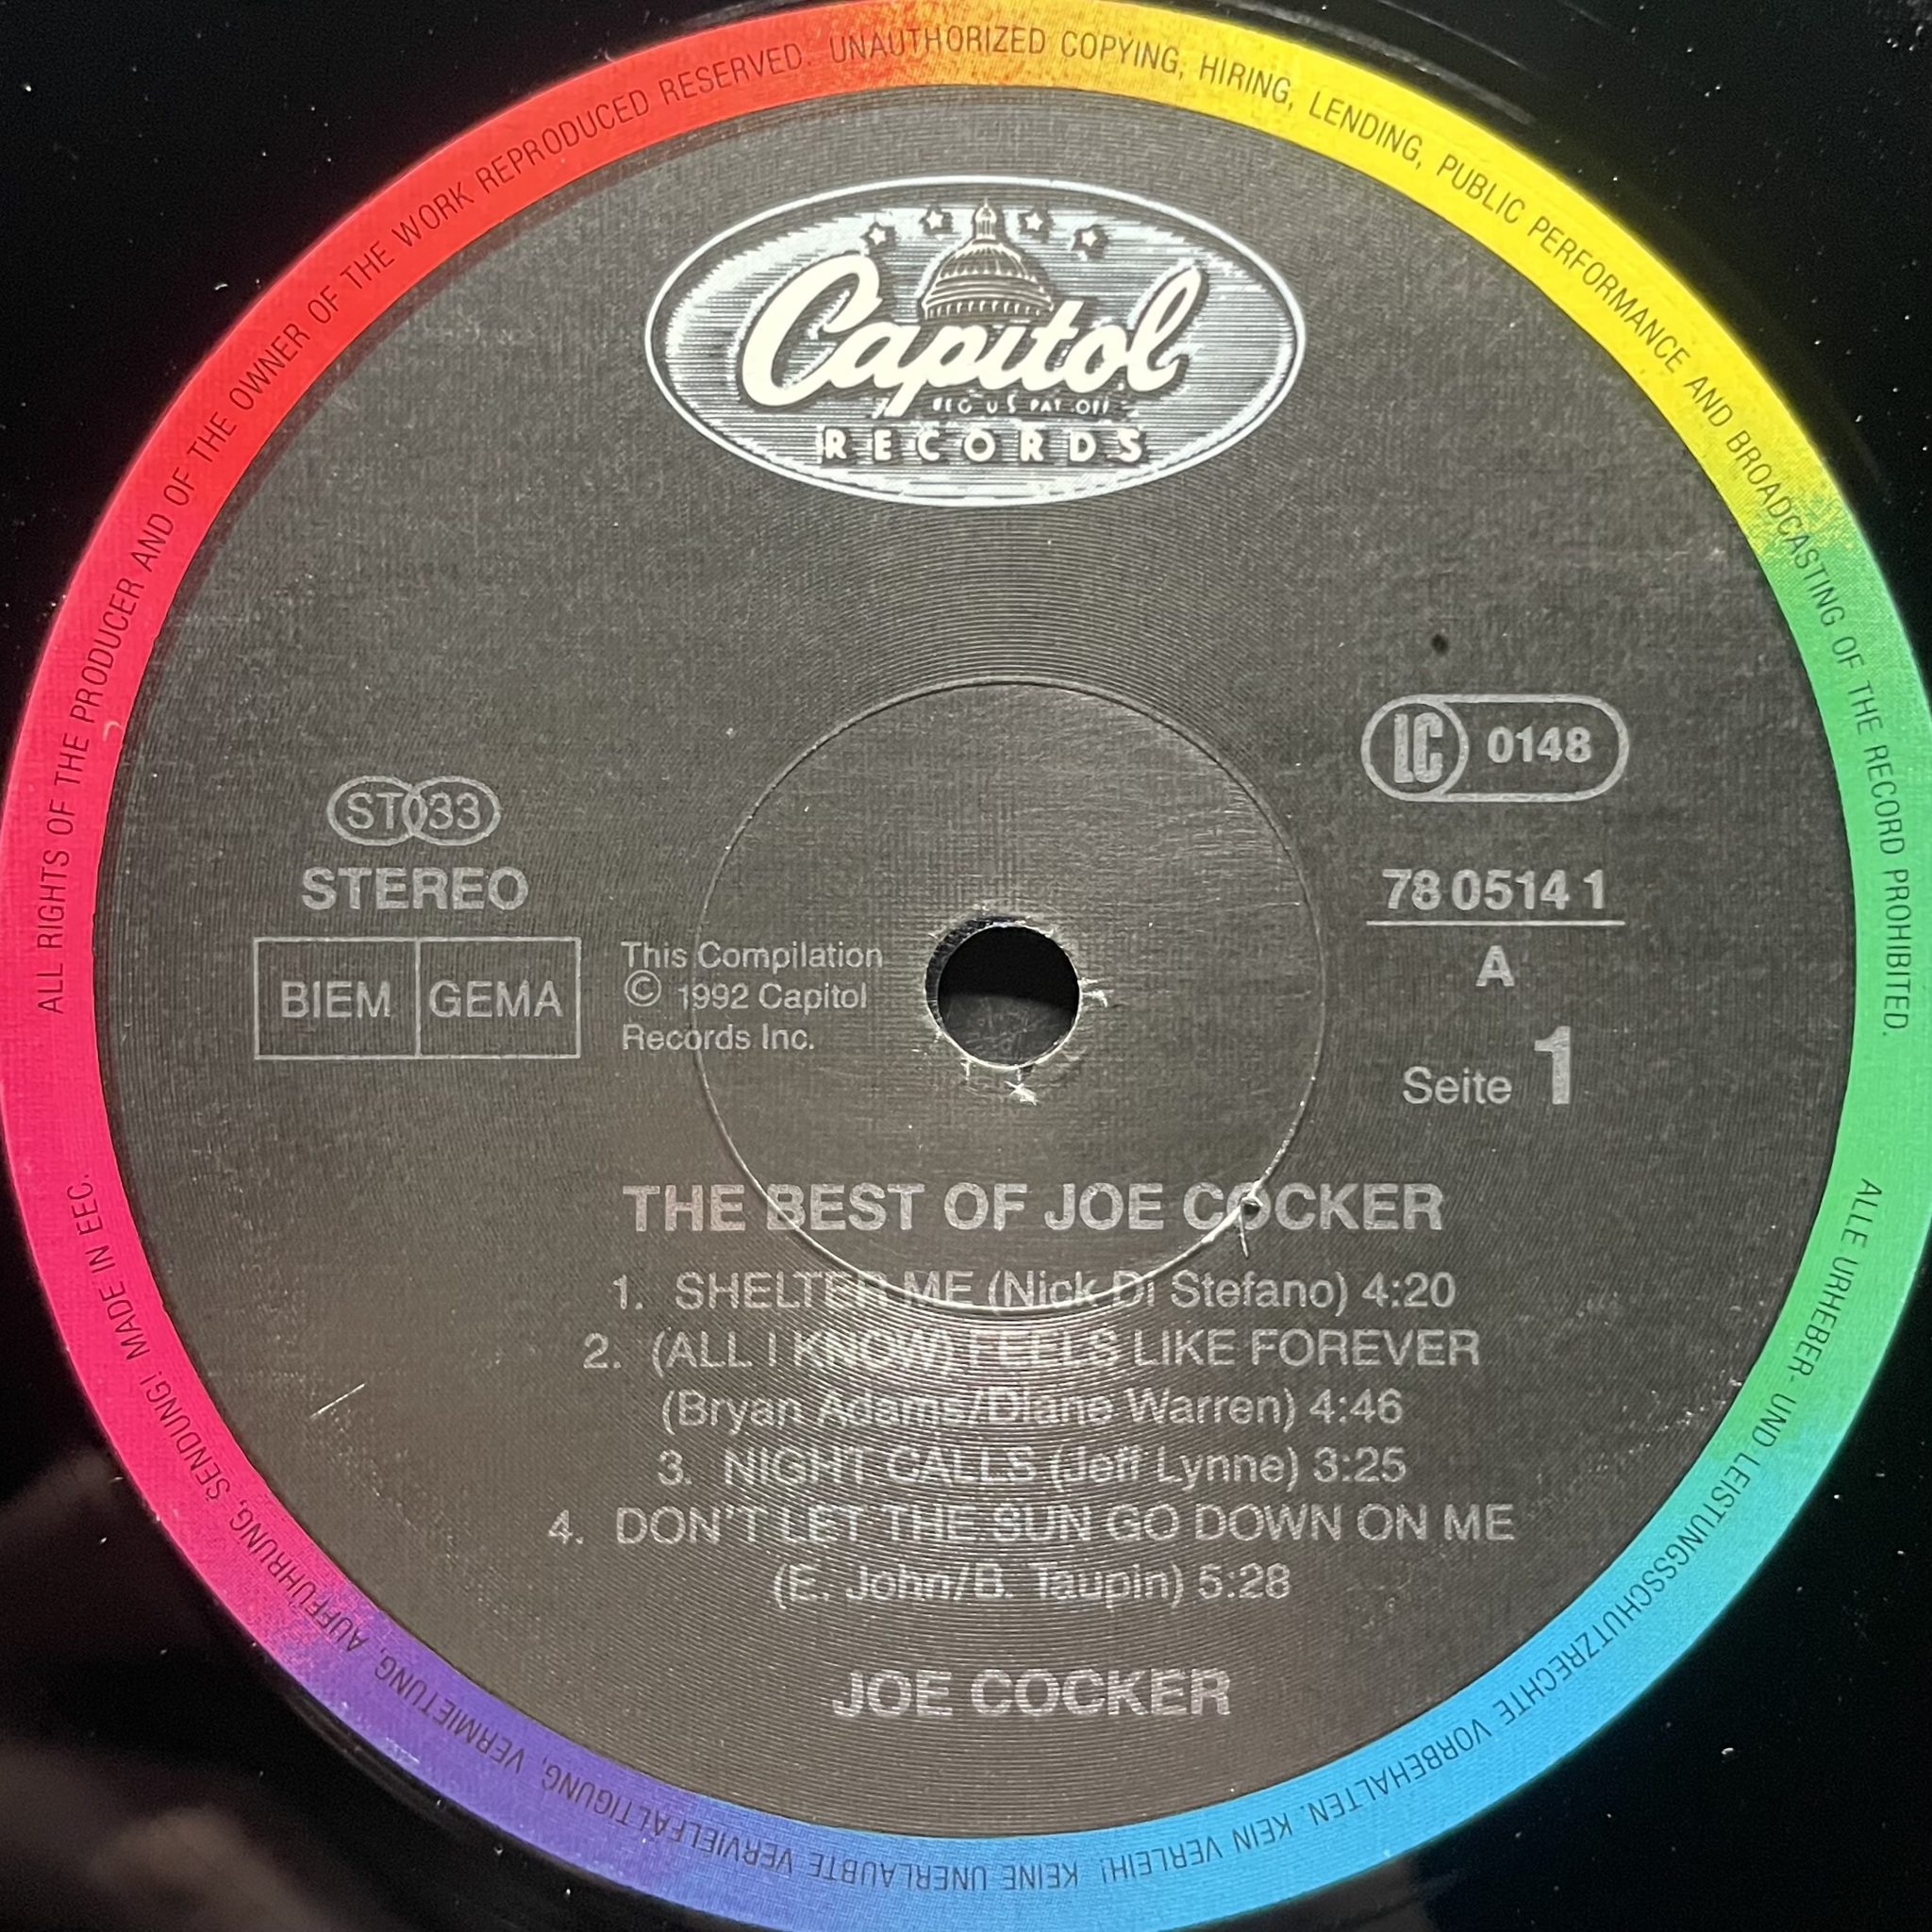 ALL RIGHTS OF THE PRODUCER AND OF THE OWNER OF THE WORK REPRODUCED RESERVED. UNAUTHORIZED COPYING, HIRING, LENDING, PUBLIC PERFORMANCE AND BROADCASTING OF THE RECORD PROHIBITED.
Capitol
REG. U.S. PAT. OFF.
RECORDS
LC 0148
ST 33
STEREO
BIEM GEMA
This Compilation
© 1992 Capitol
Records Inc.
78 0514 1
A
Seite 1
THE BEST OF JOE COCKER
1. SHELTER ME (Nick Di Stefano) 4:20
2. (ALL I KNOW) FEELS LIKE FOREVER
(Bryan Adams/Diane Warren) 4:46
3. NIGHT CALLS (Jeff Lynne) 3:25
4. DON'T LET THE SUN GO DOWN ON ME
(E. John/B. Taupin) 5:28
JOE COCKER
ALLE URHEBER- UND LEISTUNGSSCHUTZRECHTE VORBEHALTEN. KEIN VERLEIH! KEINE UNERLAUBTE VERVIELFÄLTIGUNG, VERMIETUNG, AUFFÜHRUNG, SENDUNG! MADE IN EEC.